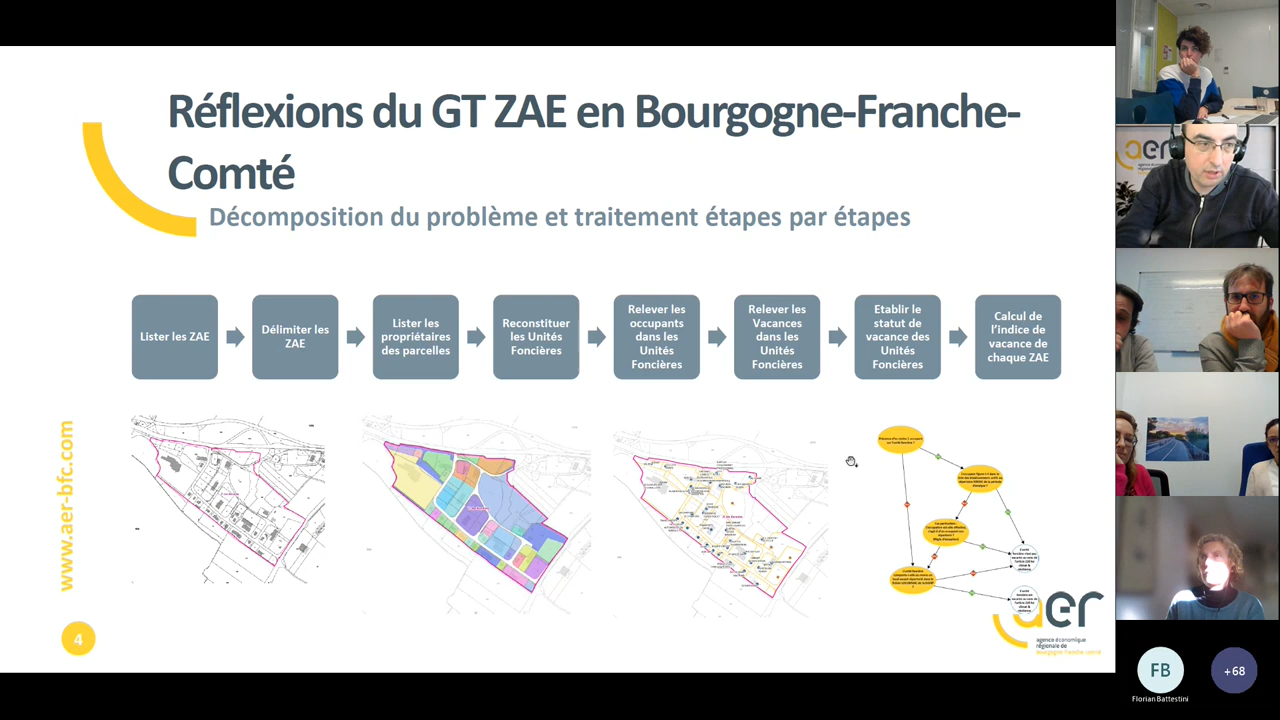 Réflexions du GT ZAE en Bourgogne-Franche-
Comté
Décomposition du problème et traitement étapes par étapes
Lister les ZAE
Délimiter les
ZAE
Lister les
propriétaires
des parcelles
Reconstituer
les Unités
Foncières
Relever les
occupants
dans les
Unités
Foncières
Relever les
Vacances
dans les
Unités
Foncières
Etablir le
statut de
vacance des
Unités
Foncières
Calcul de
l'indice de
vacance de
chaque ZAE
www.aer-bfc.com
4
aer
agence économique
régionale de
bourgogne-franche-comté
aer
FB
Florian Battestini
+68